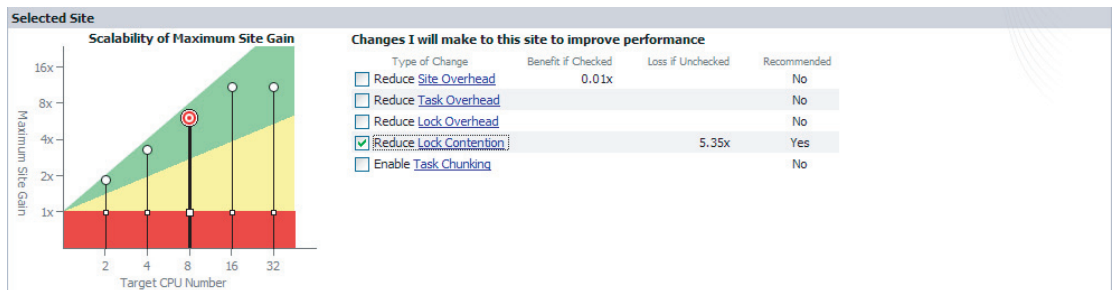 Selected Site
Scalability of Maximum Site Gain
16x
8x
4x
2x
1x
Maximum Site Gain
2 4 8 16 32
Target CPU Number
Changes I will make to this site to improve performance
Type of Change Benefit if Checked Loss if Unchecked Recommended
Reduce Site Overhead 0.01x No
Reduce Task Overhead No
Reduce Lock Overhead No
Reduce Lock Contention 5.35x Yes
Enable Task Chunking No